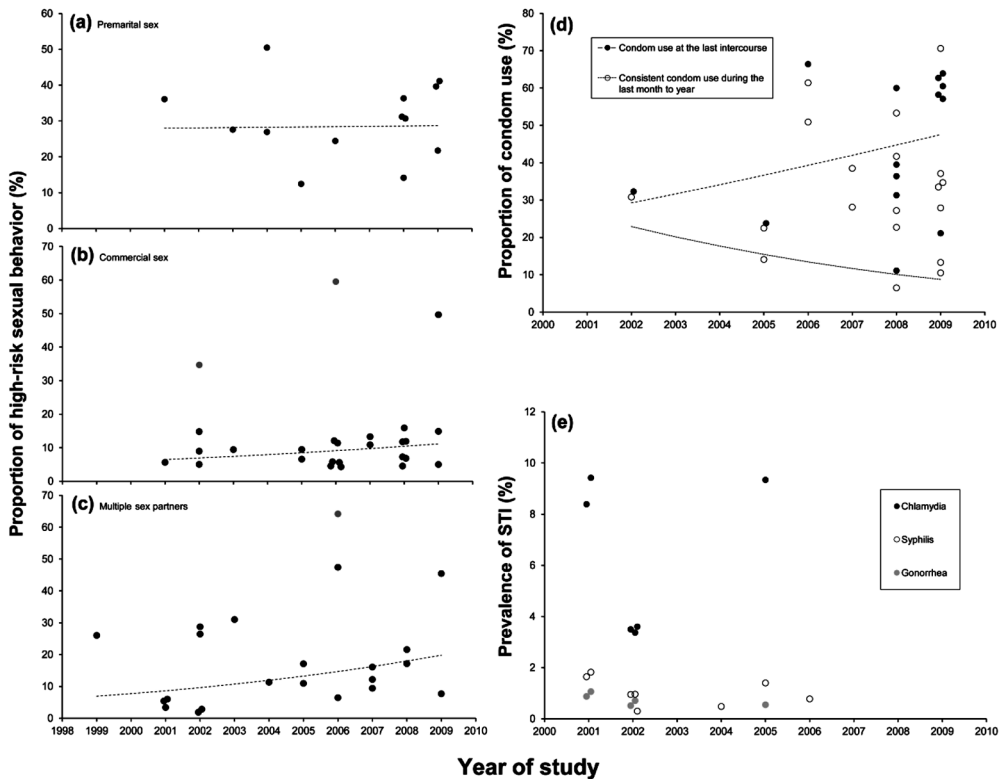 Proportion of high-risk sexual behavior (%)
(a) Premarital sex
60
50
40
30
20
10
0
(b) Commercial sex
70
60
50
40
30
20
10
0
(c) Multiple sex partners
70
60
50
40
30
20
10
0
1998 1999 2000 2001 2002 2003 2004 2005 2006 2007 2008 2009 2010
(d)
Proportion of condom use (%)
80
70
60
50
40
30
20
10
0
Condom use at the last intercourse
Consistent condom use during the
last month to year
2000 2001 2002 2003 2005 2006 2007 2008 2009 2010
(e)
Prevalence of STI (%)
12
10
8
6
4
2
0
Chlamydia
Syphilis
Gonorrhea
2000 2001 2002 2003 2004 2005 2006 2007 2008 2009 2010
Year of study